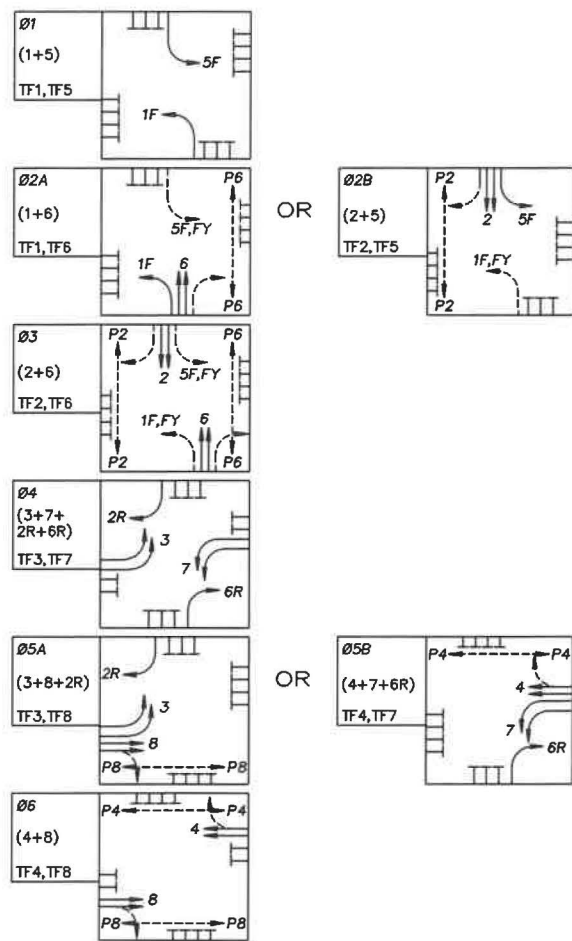 Ø1
(1+5)
TF1,TF5
5F
1F
Ø2A
(1+6)
TF1,TF6
P6
5F,FY
1F
6
P6
OR
Ø2B
(2+5)
TF2,TF5
P2
2
5F
1F,FY
P2
Ø3
(2+6)
TF2,TF6
P2
P6
2
5F,FY
1F,FY
6
P2
P6
Ø4
(3+7+
2R+6R)
TF3,TF7
2R
3
7
6R
Ø5A
(3+8+2R)
TF3,TF8
2R
3
8
P8
P8
OR
Ø5B
(4+7+6R)
TF4,TF7
P4
P4
4
7
6R
Ø6
(4+8)
TF4,TF8
P4
P4
4
8
P8
P8